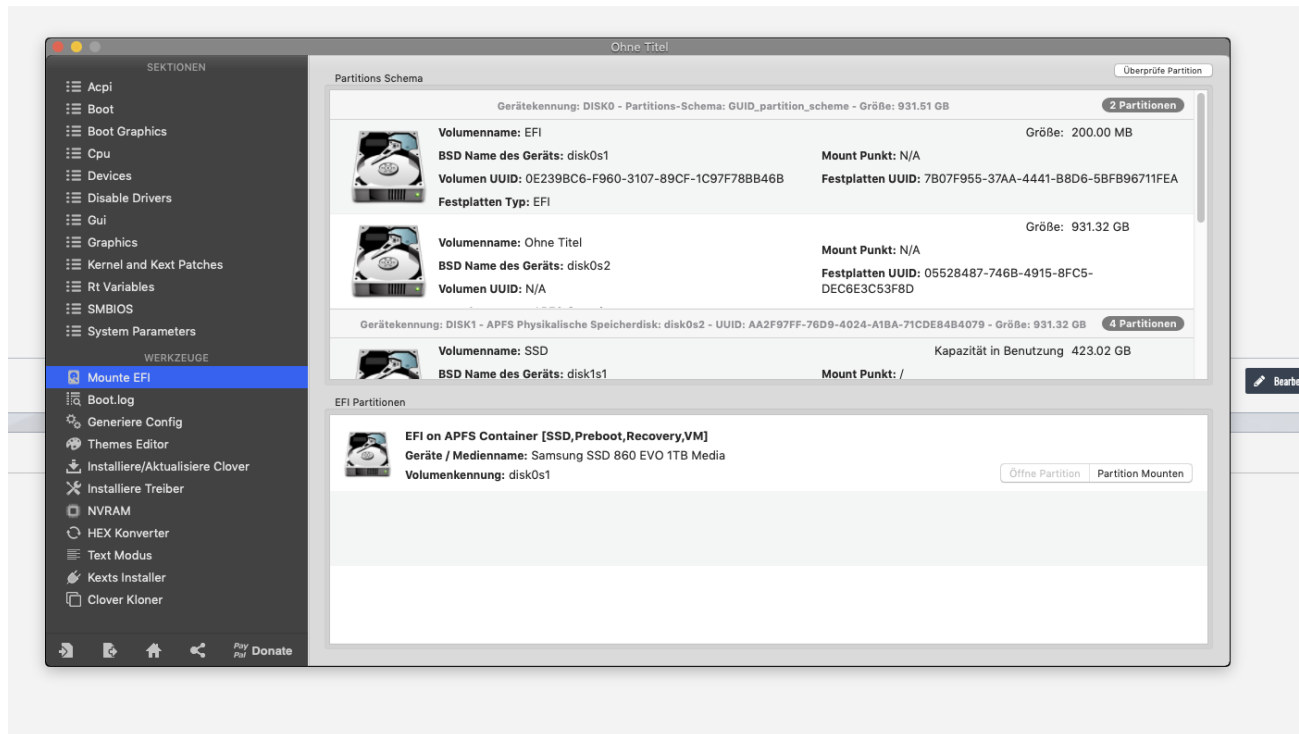 Ohne Titel
SEKTIONEN
Acpi
Boot
Boot Graphics
Cpu
Devices
Disable Drivers
Gui
Graphics
Kernel and Kext Patches
Rt Variables
SMBIOS
System Parameters
WERKZEUGE
Mounte EFI
Boot.log
Generiere Config
Themes Editor
Installiere/Aktualisiere Clover
Installiere Treiber
NVRAM
HEX Konverter
Text Modus
Kexts Installer
Clover Kloner
Pay Pal Donate
Partitions Schema
Überprüfe Partition
Gerätekennung: DISK0 - Partitions-Schema: GUID_partition_scheme - Größe: 931.51 GB 2 Partitionen
Volumenname: EFI Größe: 200.00 MB
BSD Name des Geräts: disk0s1 Mount Punkt: N/A
Volumen UUID: 0E239BC6-F960-3107-89CF-1C97F78BB46B Festplatten UUID: 7B07F955-37AA-4441-B8D6-5BFB96711FEA
Festplatten Typ: EFI
Größe: 931.32 GB
Volumenname: Ohne Titel
Mount Punkt: N/A
BSD Name des Geräts: disk0s2
Festplatten UUID: 05528487-746B-4915-8FC5-
Volumen UUID: N/A DEC6E3C53F8D
Gerätekennung: DISK1 - APFS Physikalische Speicherdisk: disk0s2 - UUID: AA2F97FF-76D9-4024-A1BA-71CDE84B4079 - Größe: 931.32 GB 4 Partitionen
Volumenname: SSD Kapazität in Benutzung 423.02 GB
BSD Name des Geräts: disk1s1 Mount Punkt: /
EFI Partitionen
EFI on APFS Container [SSD,Preboot,Recovery,VM]
Geräte / Medienname: Samsung SSD 860 EVO 1TB Media
Volumenkennung: disk0s1
Öffne Partition Partition Mounten
Bearbe